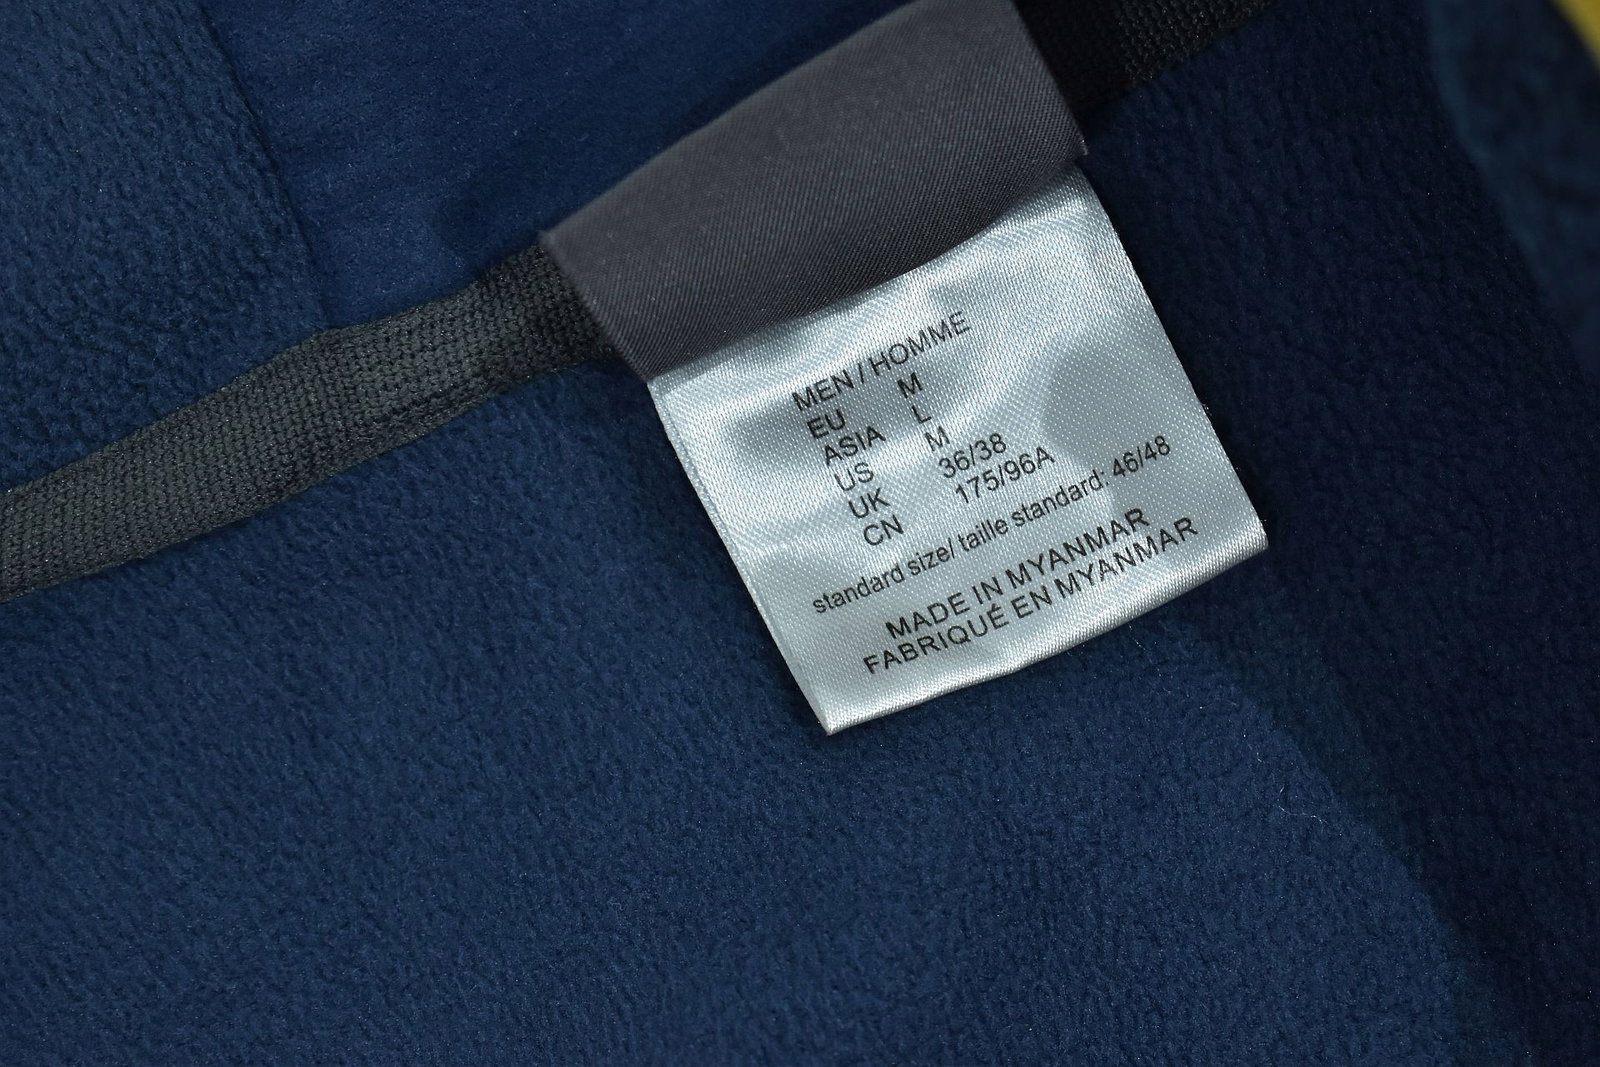 MEN / HOMME
EU M
ASIA L
US M
UK 36/38
CN 175/96A
standard size/ taille standard: 46/48
MADE IN MYANMAR
FABRIQUÉ EN MYANMAR